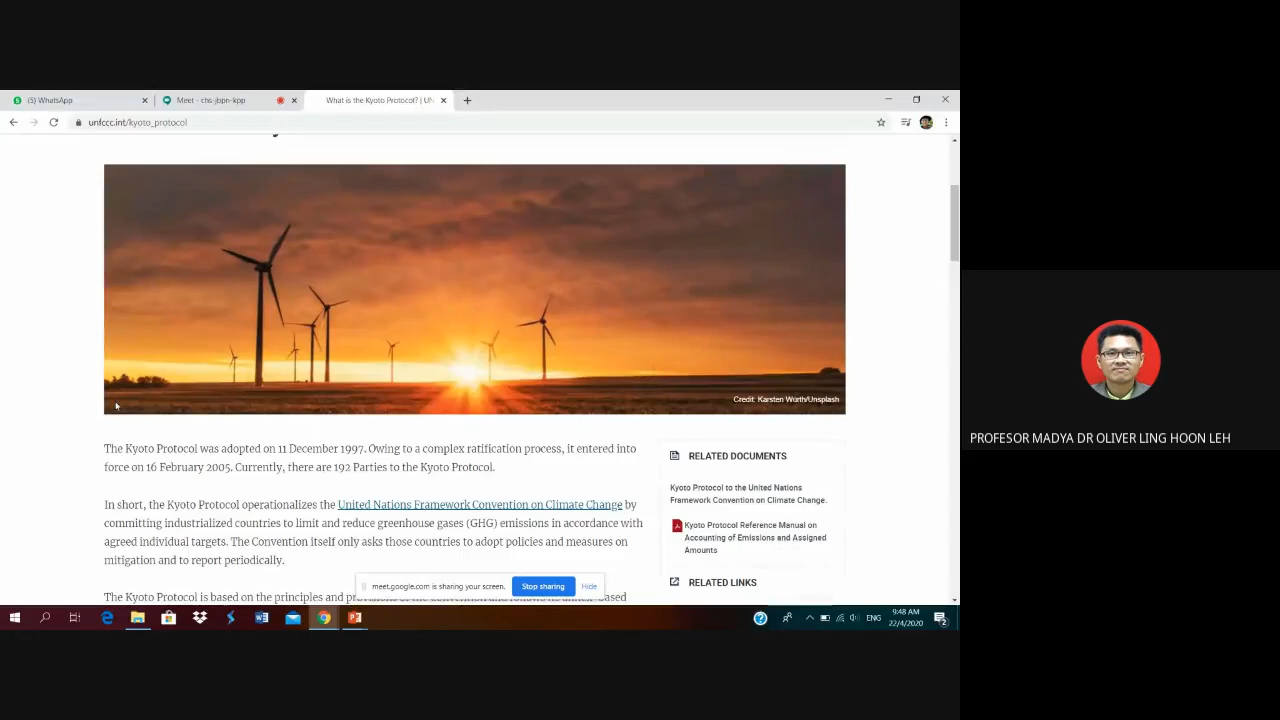 (5) WhatsApp
Meet - chs-jbpn-kpp
What is the Kyoto Protocol? | UN
unfccc.int/kyoto_protocol
Credit: Karsten Würth/Unsplash
The Kyoto Protocol was adopted on 11 December 1997. Owing to a complex ratification process, it entered into
force on 16 February 2005. Currently, there are 192 Parties to the Kyoto Protocol.
In short, the Kyoto Protocol operationalizes the United Nations Framework Convention on Climate Change by
committing industrialized countries to limit and reduce greenhouse gases (GHG) emissions in accordance with
agreed individual targets. The Convention itself only asks those countries to adopt policies and measures on
mitigation and to report periodically.
The Kyoto Protocol is based on the principles and
RELATED DOCUMENTS
Kyoto Protocol to the United Nations
Framework Convention on Climate Change.
Kyoto Protocol Reference Manual on
Accounting of Emissions and Assigned
Amounts
RELATED LINKS
meet.google.com is sharing your screen.
Stop sharing
Hide
ENG
9:48 AM
22/4/2020
2
PROFESOR MADYA DR OLIVER LING HOON LEH